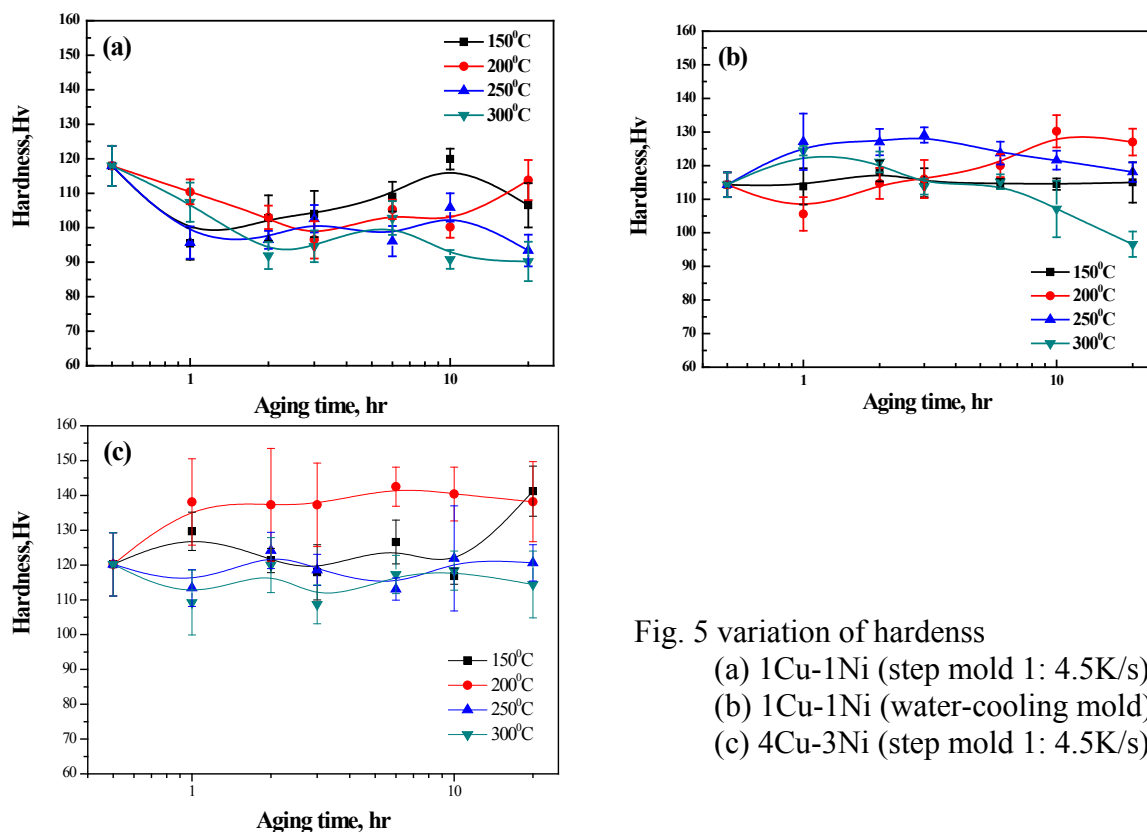 (a)
150⁰C
200⁰C
250⁰C
300⁰C
160
150
140
130
120
110
100
90
80
70
60
Hardness,Hv
1
10
Aging time, hr
(b)
160
150
140
130
120
110
100
90
80
70
60
Hardness,Hv
150⁰C
200⁰C
250⁰C
300⁰C
1
10
Aging time, hr
(c)
160
150
140
130
120
110
100
90
80
70
60
Hardness,Hv
150⁰C
200⁰C
250⁰C
300⁰C
1
10
Aging time, hr
Fig. 5 variation of hardenss
(a) 1Cu-1Ni (step mold 1: 4.5K/s)
(b) 1Cu-1Ni (water-cooling mold)
(c) 4Cu-3Ni (step mold 1: 4.5K/s)